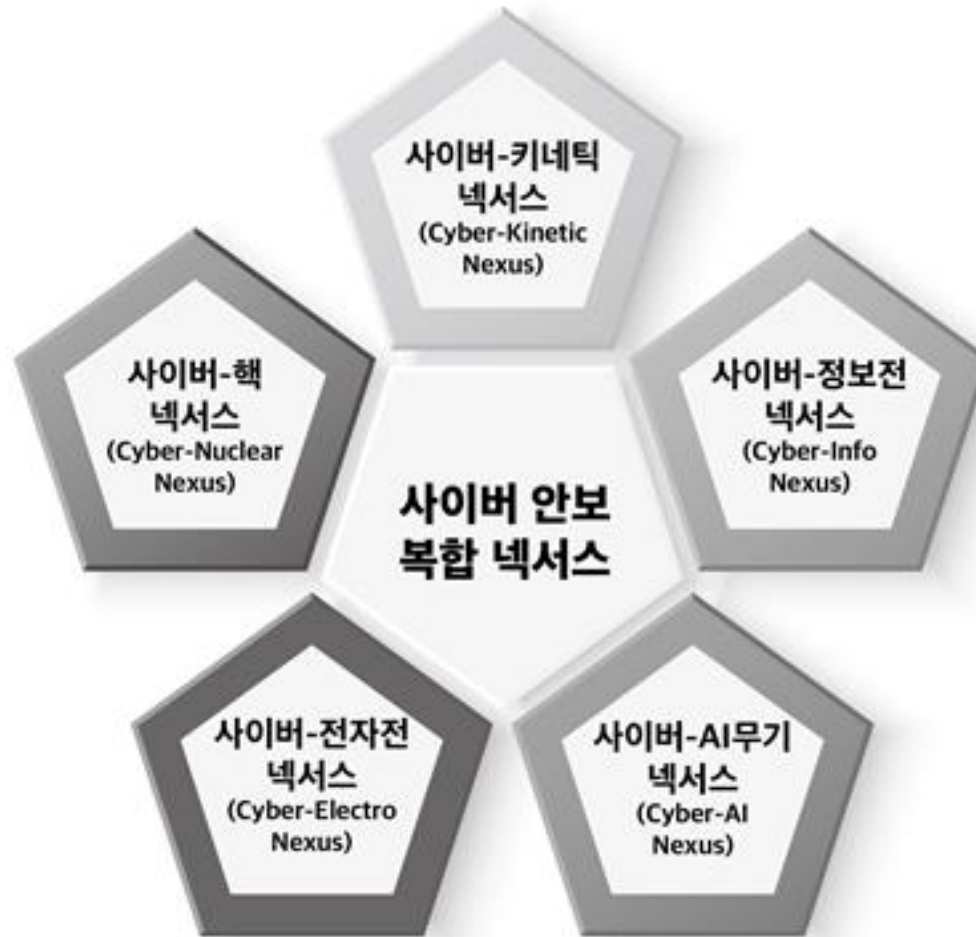 사이버-키네틱
넥서스
(Cyber-Kinetic
Nexus)
사이버-핵
넥서스
(Cyber-Nuclear
Nexus)
사이버-정보전
넥서스
(Cyber-Info
Nexus)
사이버 안보
복합 넥서스
사이버-전자전
넥서스
(Cyber-Electro
Nexus)
사이버-AI무기
넥서스
(Cyber-AI
Nexus)